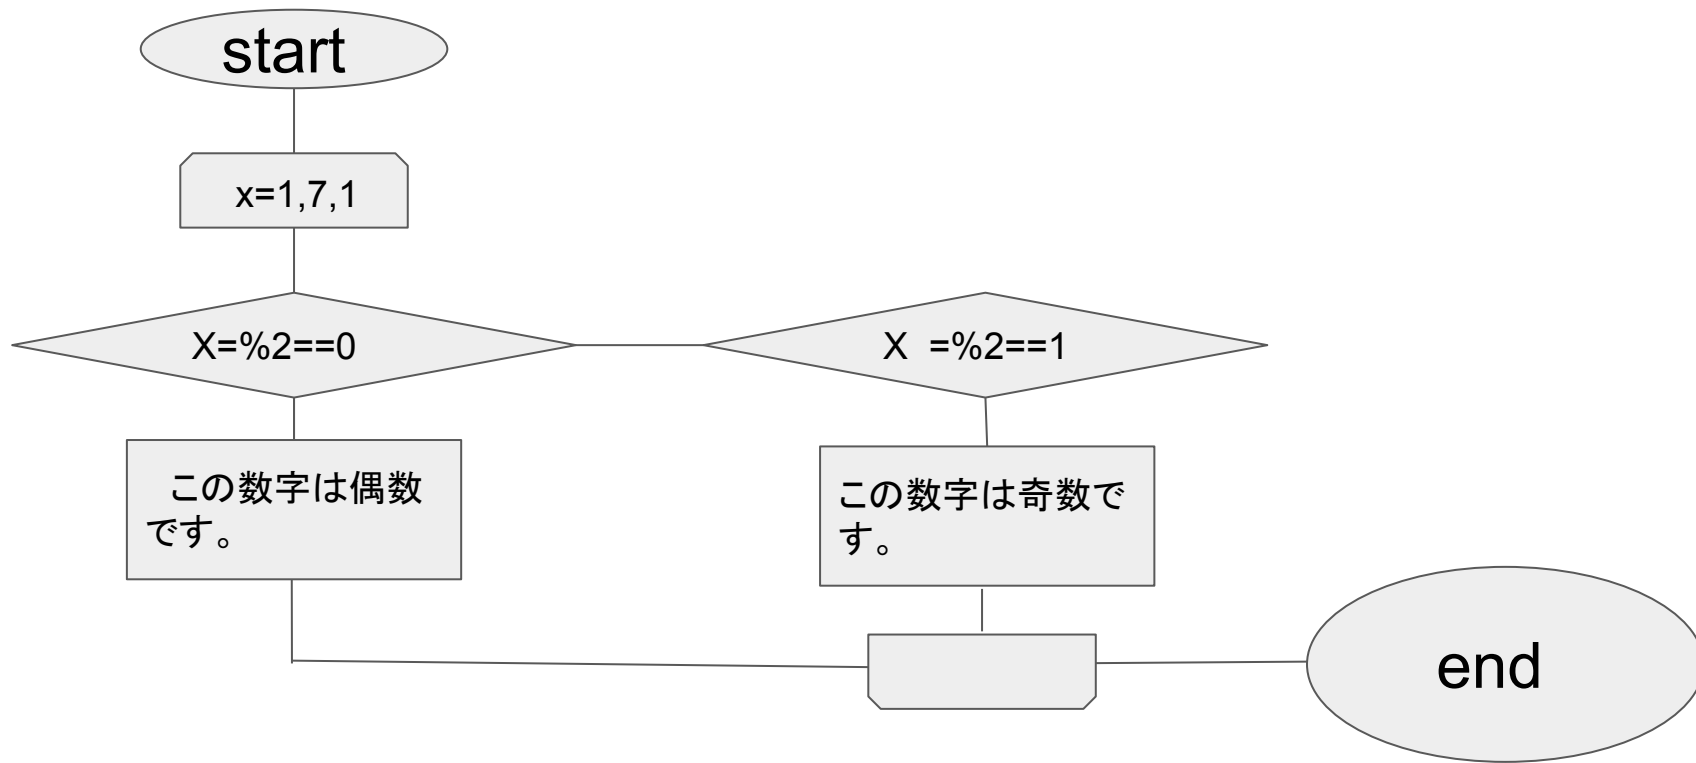 start
x=1,7,1
X=%2==0
X =%2==1
この数字は偶数
です。
この数字は奇数で
す。
end